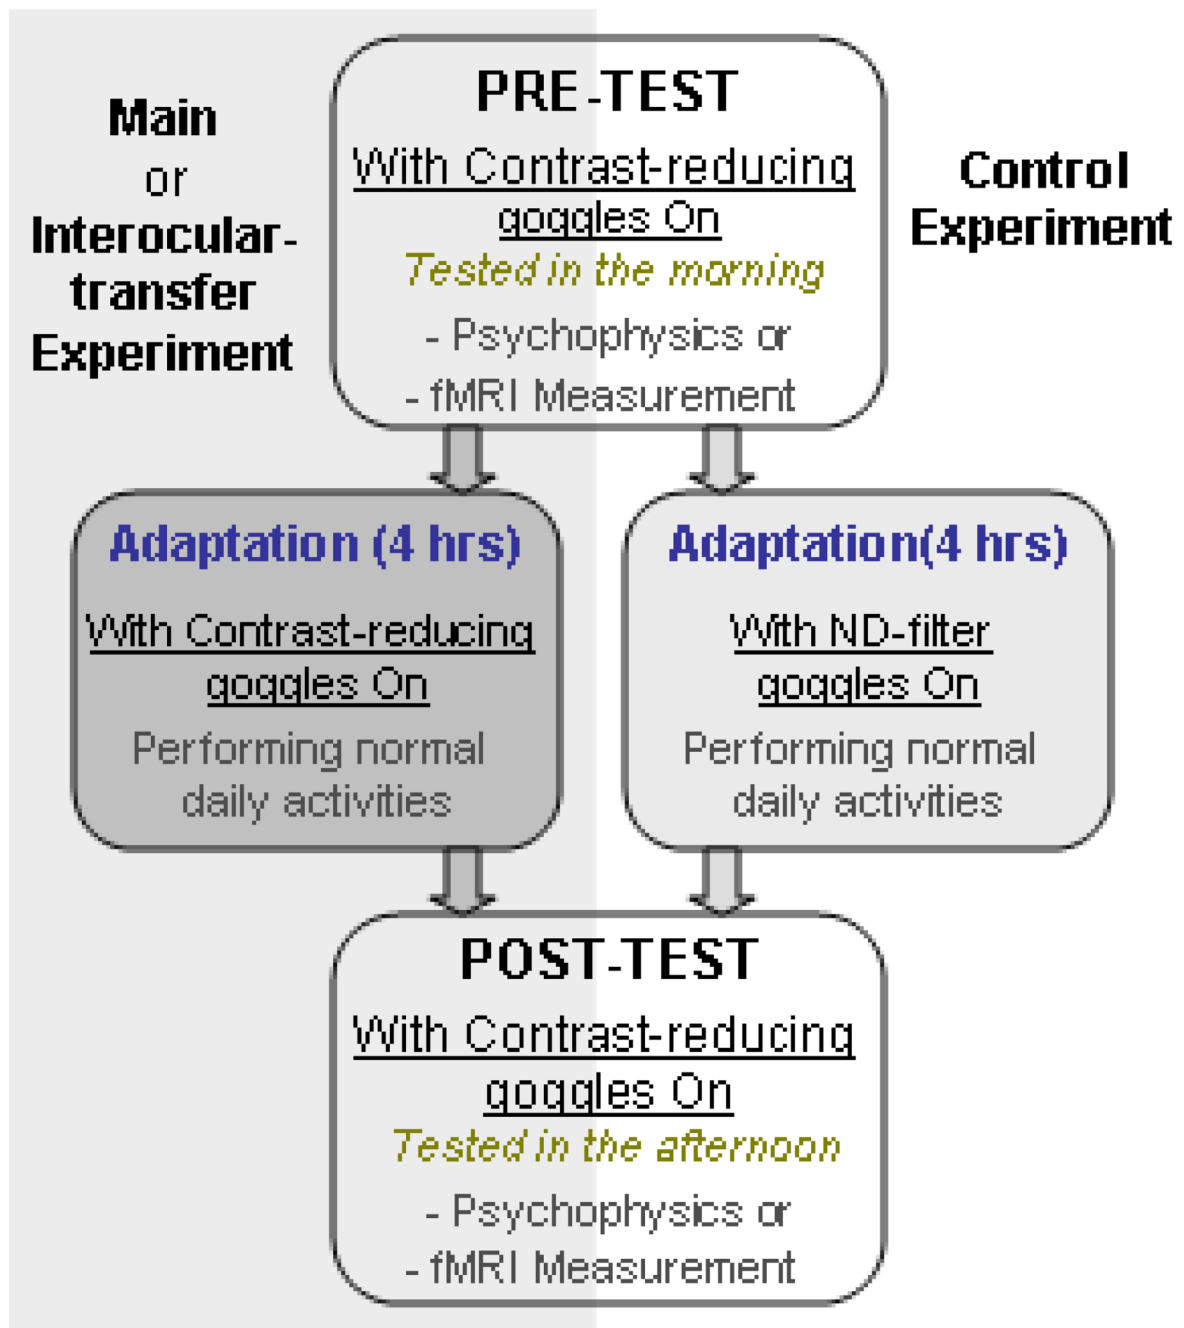 Main
or
Interocular-
transfer
Experiment
PRE-TEST
With Contrast-reducing
goggles On
Tested in the morning
- Psychophysics or
- fMRI Measurement
Control
Experiment
Adaptation (4 hrs)
With Contrast-reducing
goggles On
Performing normal
daily activities
Adaptation(4 hrs)
With ND-filter
goggles On
Performing normal
daily activities
POST-TEST
With Contrast-reducing
goggles On
Tested in the afternoon
- Psychophysics or
- fMRI Measurement